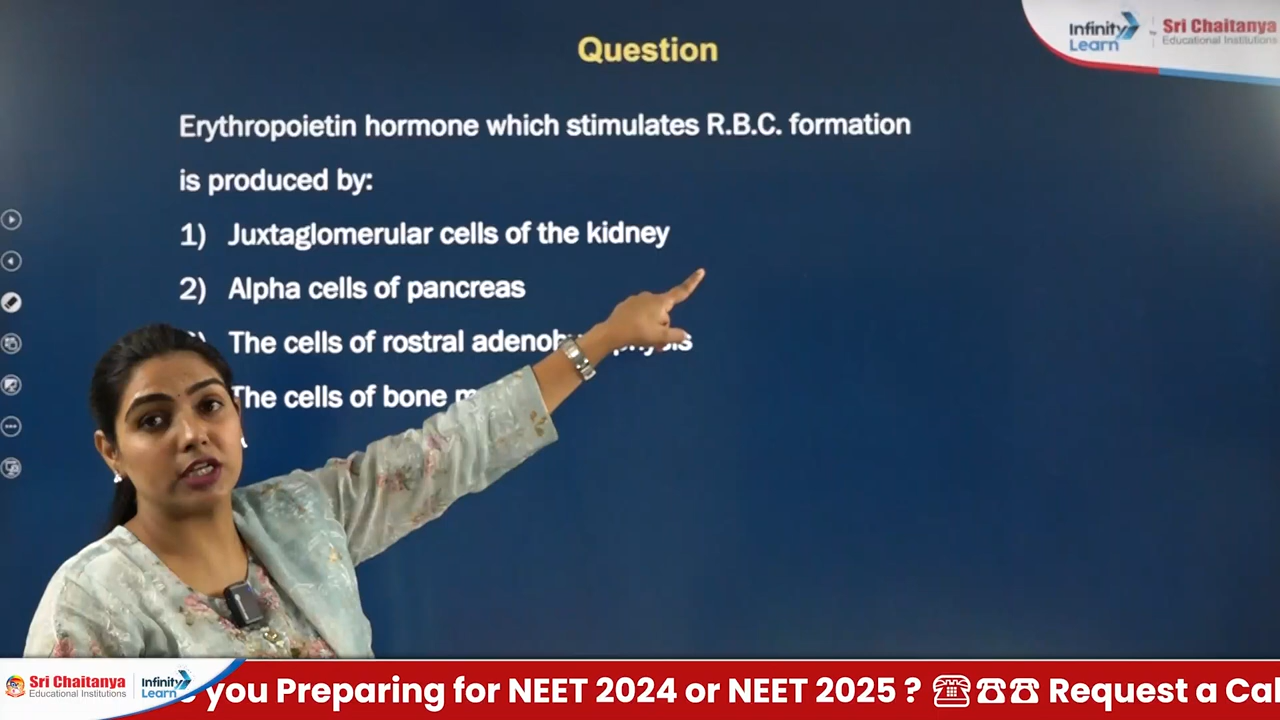 Question
Infinity Learn by Sri Chaitanya Educational Institutions
Erythropoietin hormone which stimulates R.B.C. formation
is produced by:
1) Juxtaglomerular cells of the kidney
2) Alpha cells of pancreas
The cells of rostral
The cells of bone
Sri Chaitanya Educational Institutions
Infinity Learn
you Preparing for NEET 2024 or NEET 2025 ? ☎☎☎ Request a